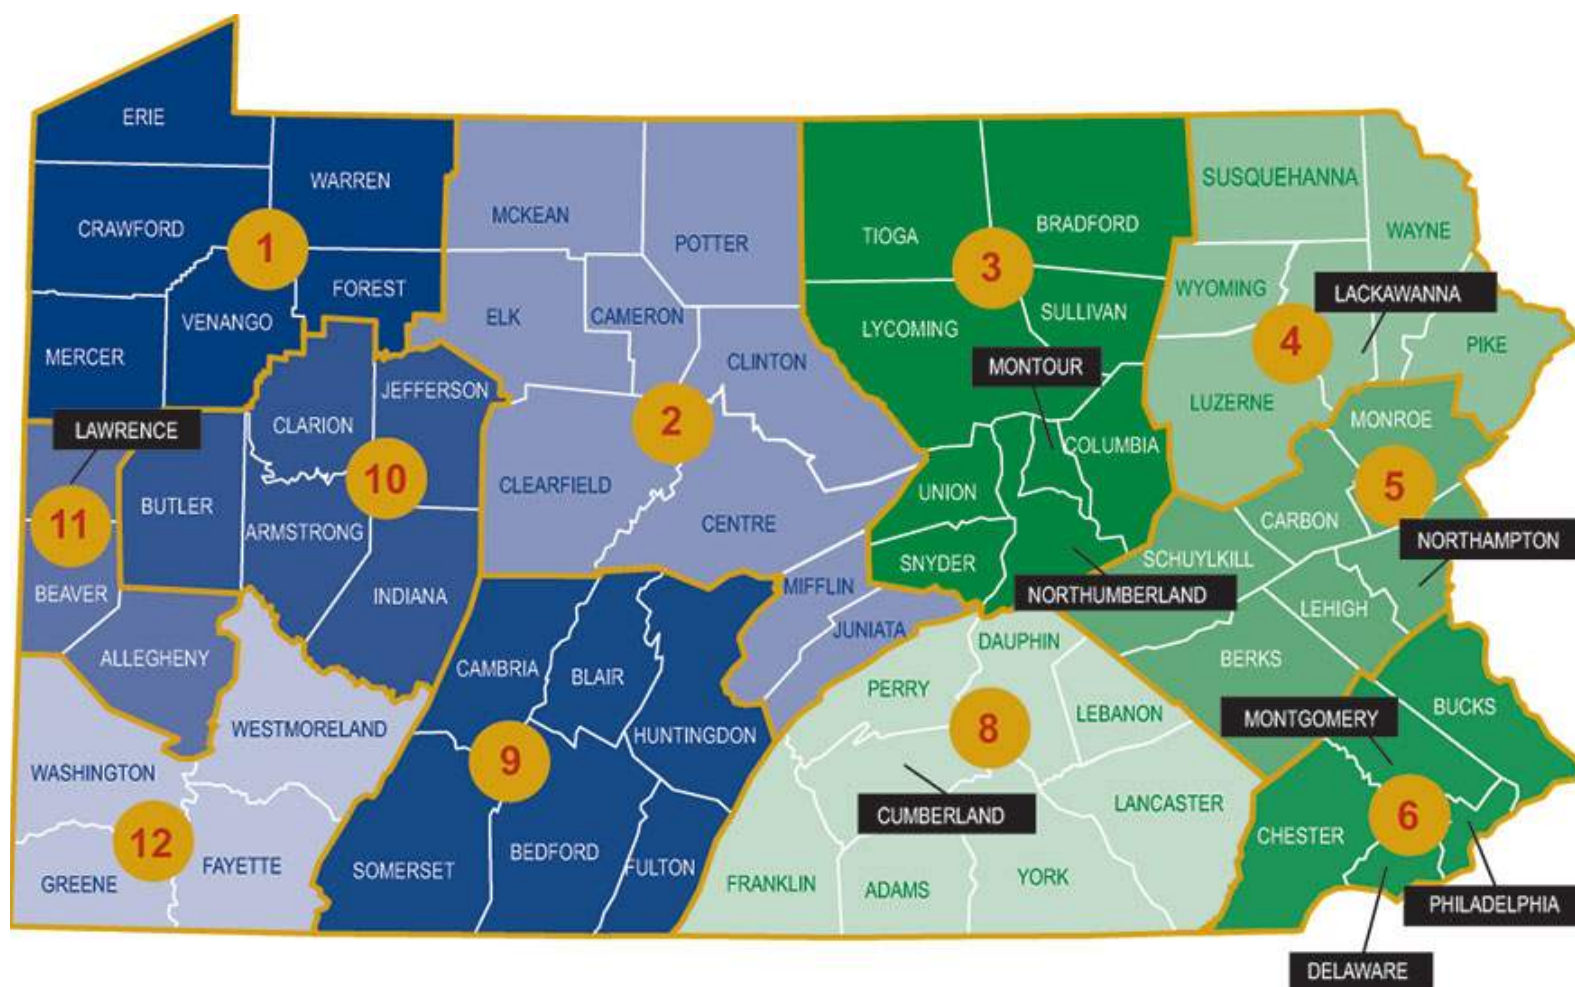 ERIE
WARREN
CRAWFORD
1
VENANGO
FOREST
MERCER
MCKEAN
POTTER
ELK
CAMERON
CLINTON
2
CLEARFIELD
CENTRE
MIFFLIN
JUNIATA
TIOGA
BRADFORD
3
LYCOMING
SULLIVAN
MONTOUR
COLUMBIA
UNION
SNYDER
NORTHUMBERLAND
SUSQUEHANNA
WAYNE
WYOMING
LACKAWANNA
4
PIKE
LUZERNE
MONROE
5
CARBON
NORTHAMPTON
SCHUYLKILL
LEHIGH
BERKS
LAWRENCE
11
BEAVER
ALLEGHENY
JEFFERSON
CLARION
10
BUTLER
ARMSTRONG
INDIANA
WESTMORELAND
WASHINGTON
12
GREENE
FAYETTE
CAMBRIA
BLAIR
HUNTINGDON
9
SOMERSET
BEDFORD
FULTON
DAUPHIN
PERRY
LEBANON
8
CUMBERLAND
LANCASTER
FRANKLIN
ADAMS
YORK
BUCKS
MONTGOMERY
6
CHESTER
PHILADELPHIA
DELAWARE